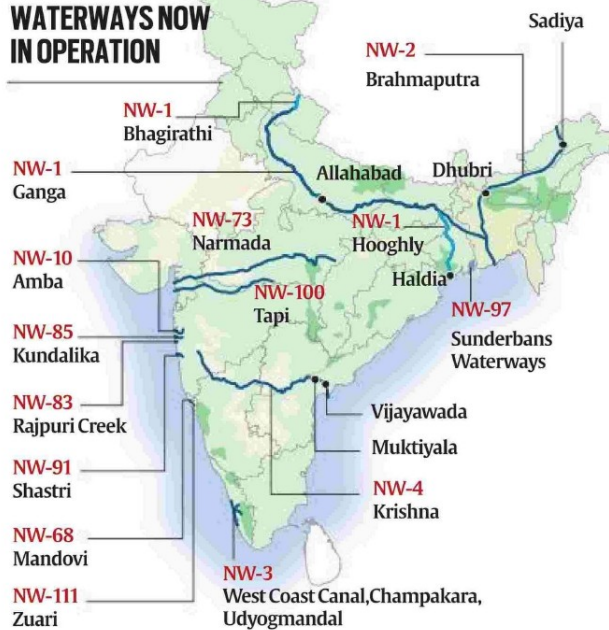 WATERWAYS NOW
IN OPERATION
Sadiya
NW-2
Brahmaputra
NW-1
Bhagirathi
NW-1
Ganga
Allahabad
Dhubri
NW-73
Narmada
NW-1
Hooghly
NW-10
Amba
Haldia
NW-100
Tapi
NW-97
Sunderbans
Waterways
NW-85
Kundalika
NW-83
Rajpuri Creek
Vijayawada
Muktiyala
NW-91
Shastri
NW-4
Krishna
NW-68
Mandovi
NW-3
West Coast Canal,Champakara,
Udyogmandal
NW-111
Zuari